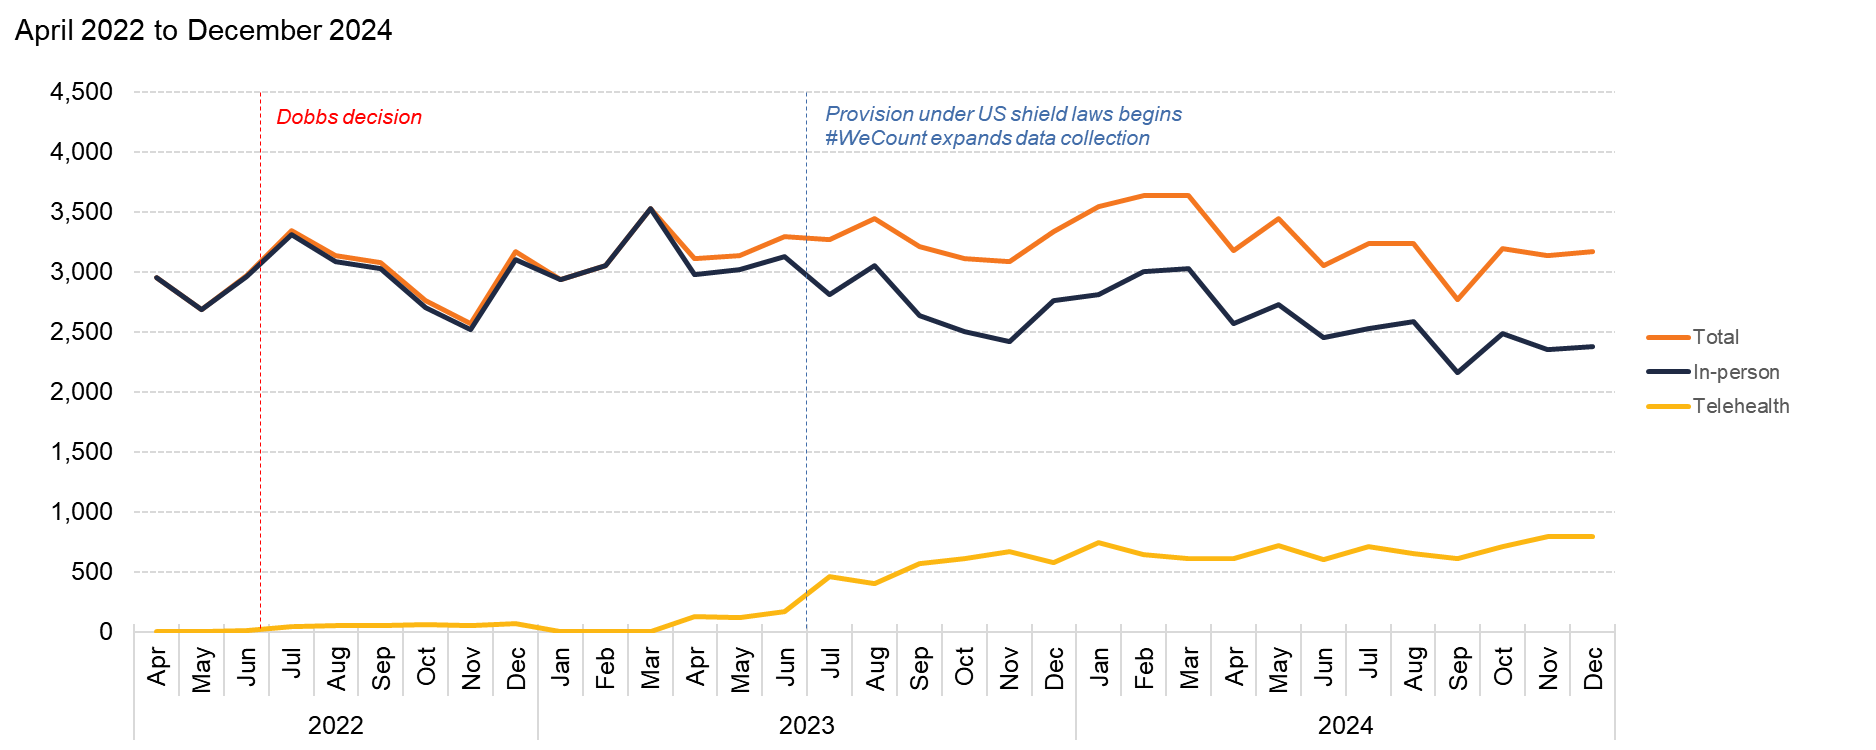 April 2022 to December 2024
4,500
4,000
3,500
3,000
2,500
2,000
1,500
1,000
500
0
Dobbs decision
Provision under US shield laws begins
#WeCount expands data collection
Total
In-person
Telehealth
Apr May Jun Jul Aug Sep Oct Nov Dec Jan Feb Mar Apr May Jun Jul Aug Sep Oct Nov Dec Jan Feb Mar Apr May Jun Jul Aug Sep Oct Nov Dec
2022 2023 2024